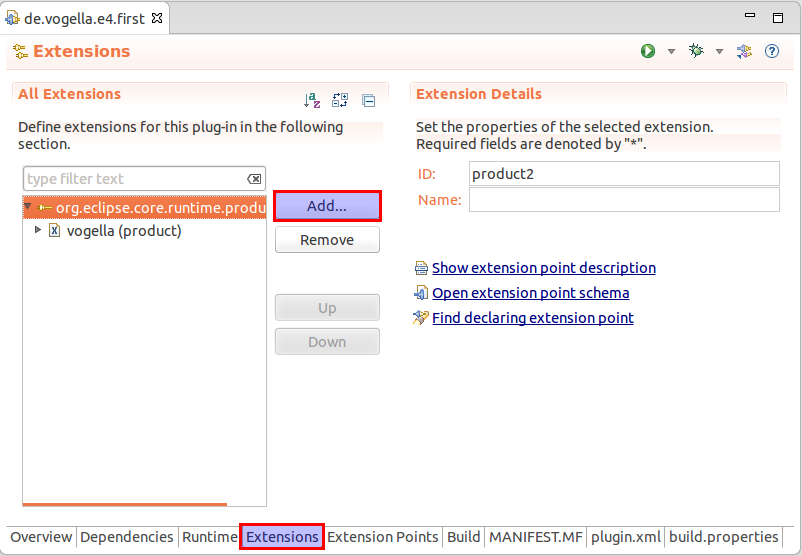 de.vogella.e4.first
Extensions
All Extensions
Define extensions for this plug-in in the following
section.
type filter text
org.eclipse.core.runtime.produ
vogella (product)
Add...
Remove
Up
Down
Extension Details
Set the properties of the selected extension.
Required fields are denoted by "*".
ID: product2
Name:
Show extension point description
Open extension point schema
Find declaring extension point
Overview Dependencies Runtime Extensions Extension Points Build MANIFEST.MF plugin.xml build.properties